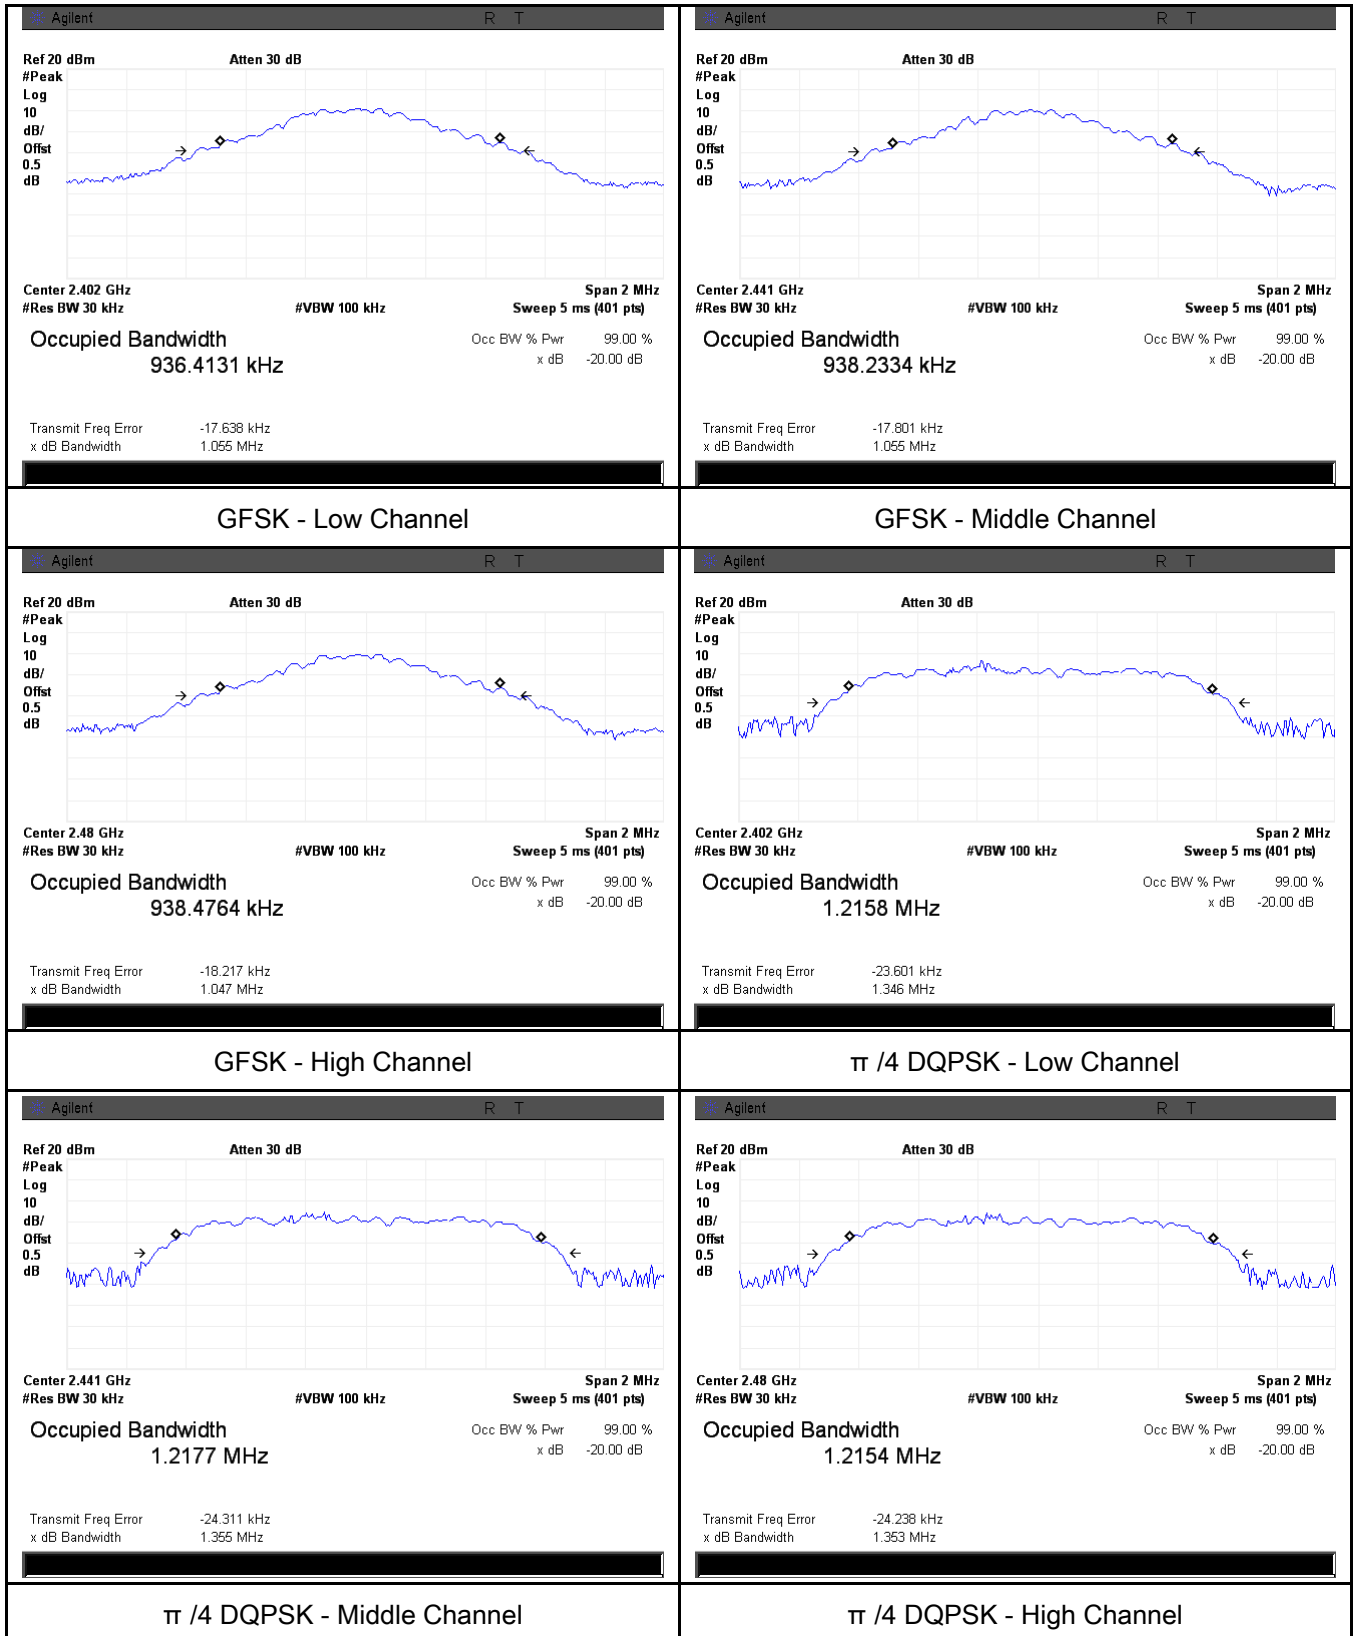 Agilent R T
Ref 20 dBm Atten 30 dB
#Peak
Log
10
dB/
Offst
0.5
dB
Center 2.402 GHz Span 2 MHz
#Res BW 30 kHz #VBW 100 kHz Sweep 5 ms (401 pts)
Occupied Bandwidth Occ BW % Pwr 99.00 %
936.4131 kHz x dB -20.00 dB
Transmit Freq Error -17.638 kHz
x dB Bandwidth 1.055 MHz
GFSK - Low Channel
Agilent R T
Ref 20 dBm Atten 30 dB
#Peak
Log
10
dB/
Offst
0.5
dB
Center 2.441 GHz Span 2 MHz
#Res BW 30 kHz #VBW 100 kHz Sweep 5 ms (401 pts)
Occupied Bandwidth Occ BW % Pwr 99.00 %
938.2334 kHz x dB -20.00 dB
Transmit Freq Error -17.801 kHz
x dB Bandwidth 1.055 MHz
GFSK - Middle Channel
Agilent R T
Ref 20 dBm Atten 30 dB
#Peak
Log
10
dB/
Offst
0.5
dB
Center 2.48 GHz Span 2 MHz
#Res BW 30 kHz #VBW 100 kHz Sweep 5 ms (401 pts)
Occupied Bandwidth Occ BW % Pwr 99.00 %
938.4764 kHz x dB -20.00 dB
Transmit Freq Error -18.217 kHz
x dB Bandwidth 1.047 MHz
GFSK - High Channel
Agilent R T
Ref 20 dBm Atten 30 dB
#Peak
Log
10
dB/
Offst
0.5
dB
Center 2.402 GHz Span 2 MHz
#Res BW 30 kHz #VBW 100 kHz Sweep 5 ms (401 pts)
Occupied Bandwidth Occ BW % Pwr 99.00 %
1.2158 MHz x dB -20.00 dB
Transmit Freq Error -23.601 kHz
x dB Bandwidth 1.346 MHz
π /4 DQPSK - Low Channel
Agilent R T
Ref 20 dBm Atten 30 dB
#Peak
Log
10
dB/
Offst
0.5
dB
Center 2.441 GHz Span 2 MHz
#Res BW 30 kHz #VBW 100 kHz Sweep 5 ms (401 pts)
Occupied Bandwidth Occ BW % Pwr 99.00 %
1.2177 MHz x dB -20.00 dB
Transmit Freq Error -24.311 kHz
x dB Bandwidth 1.355 MHz
π /4 DQPSK - Middle Channel
Agilent R T
Ref 20 dBm Atten 30 dB
#Peak
Log
10
dB/
Offst
0.5
dB
Center 2.48 GHz Span 2 MHz
#Res BW 30 kHz #VBW 100 kHz Sweep 5 ms (401 pts)
Occupied Bandwidth Occ BW % Pwr 99.00 %
1.2154 MHz x dB -20.00 dB
Transmit Freq Error -24.238 kHz
x dB Bandwidth 1.353 MHz
π /4 DQPSK - High Channel